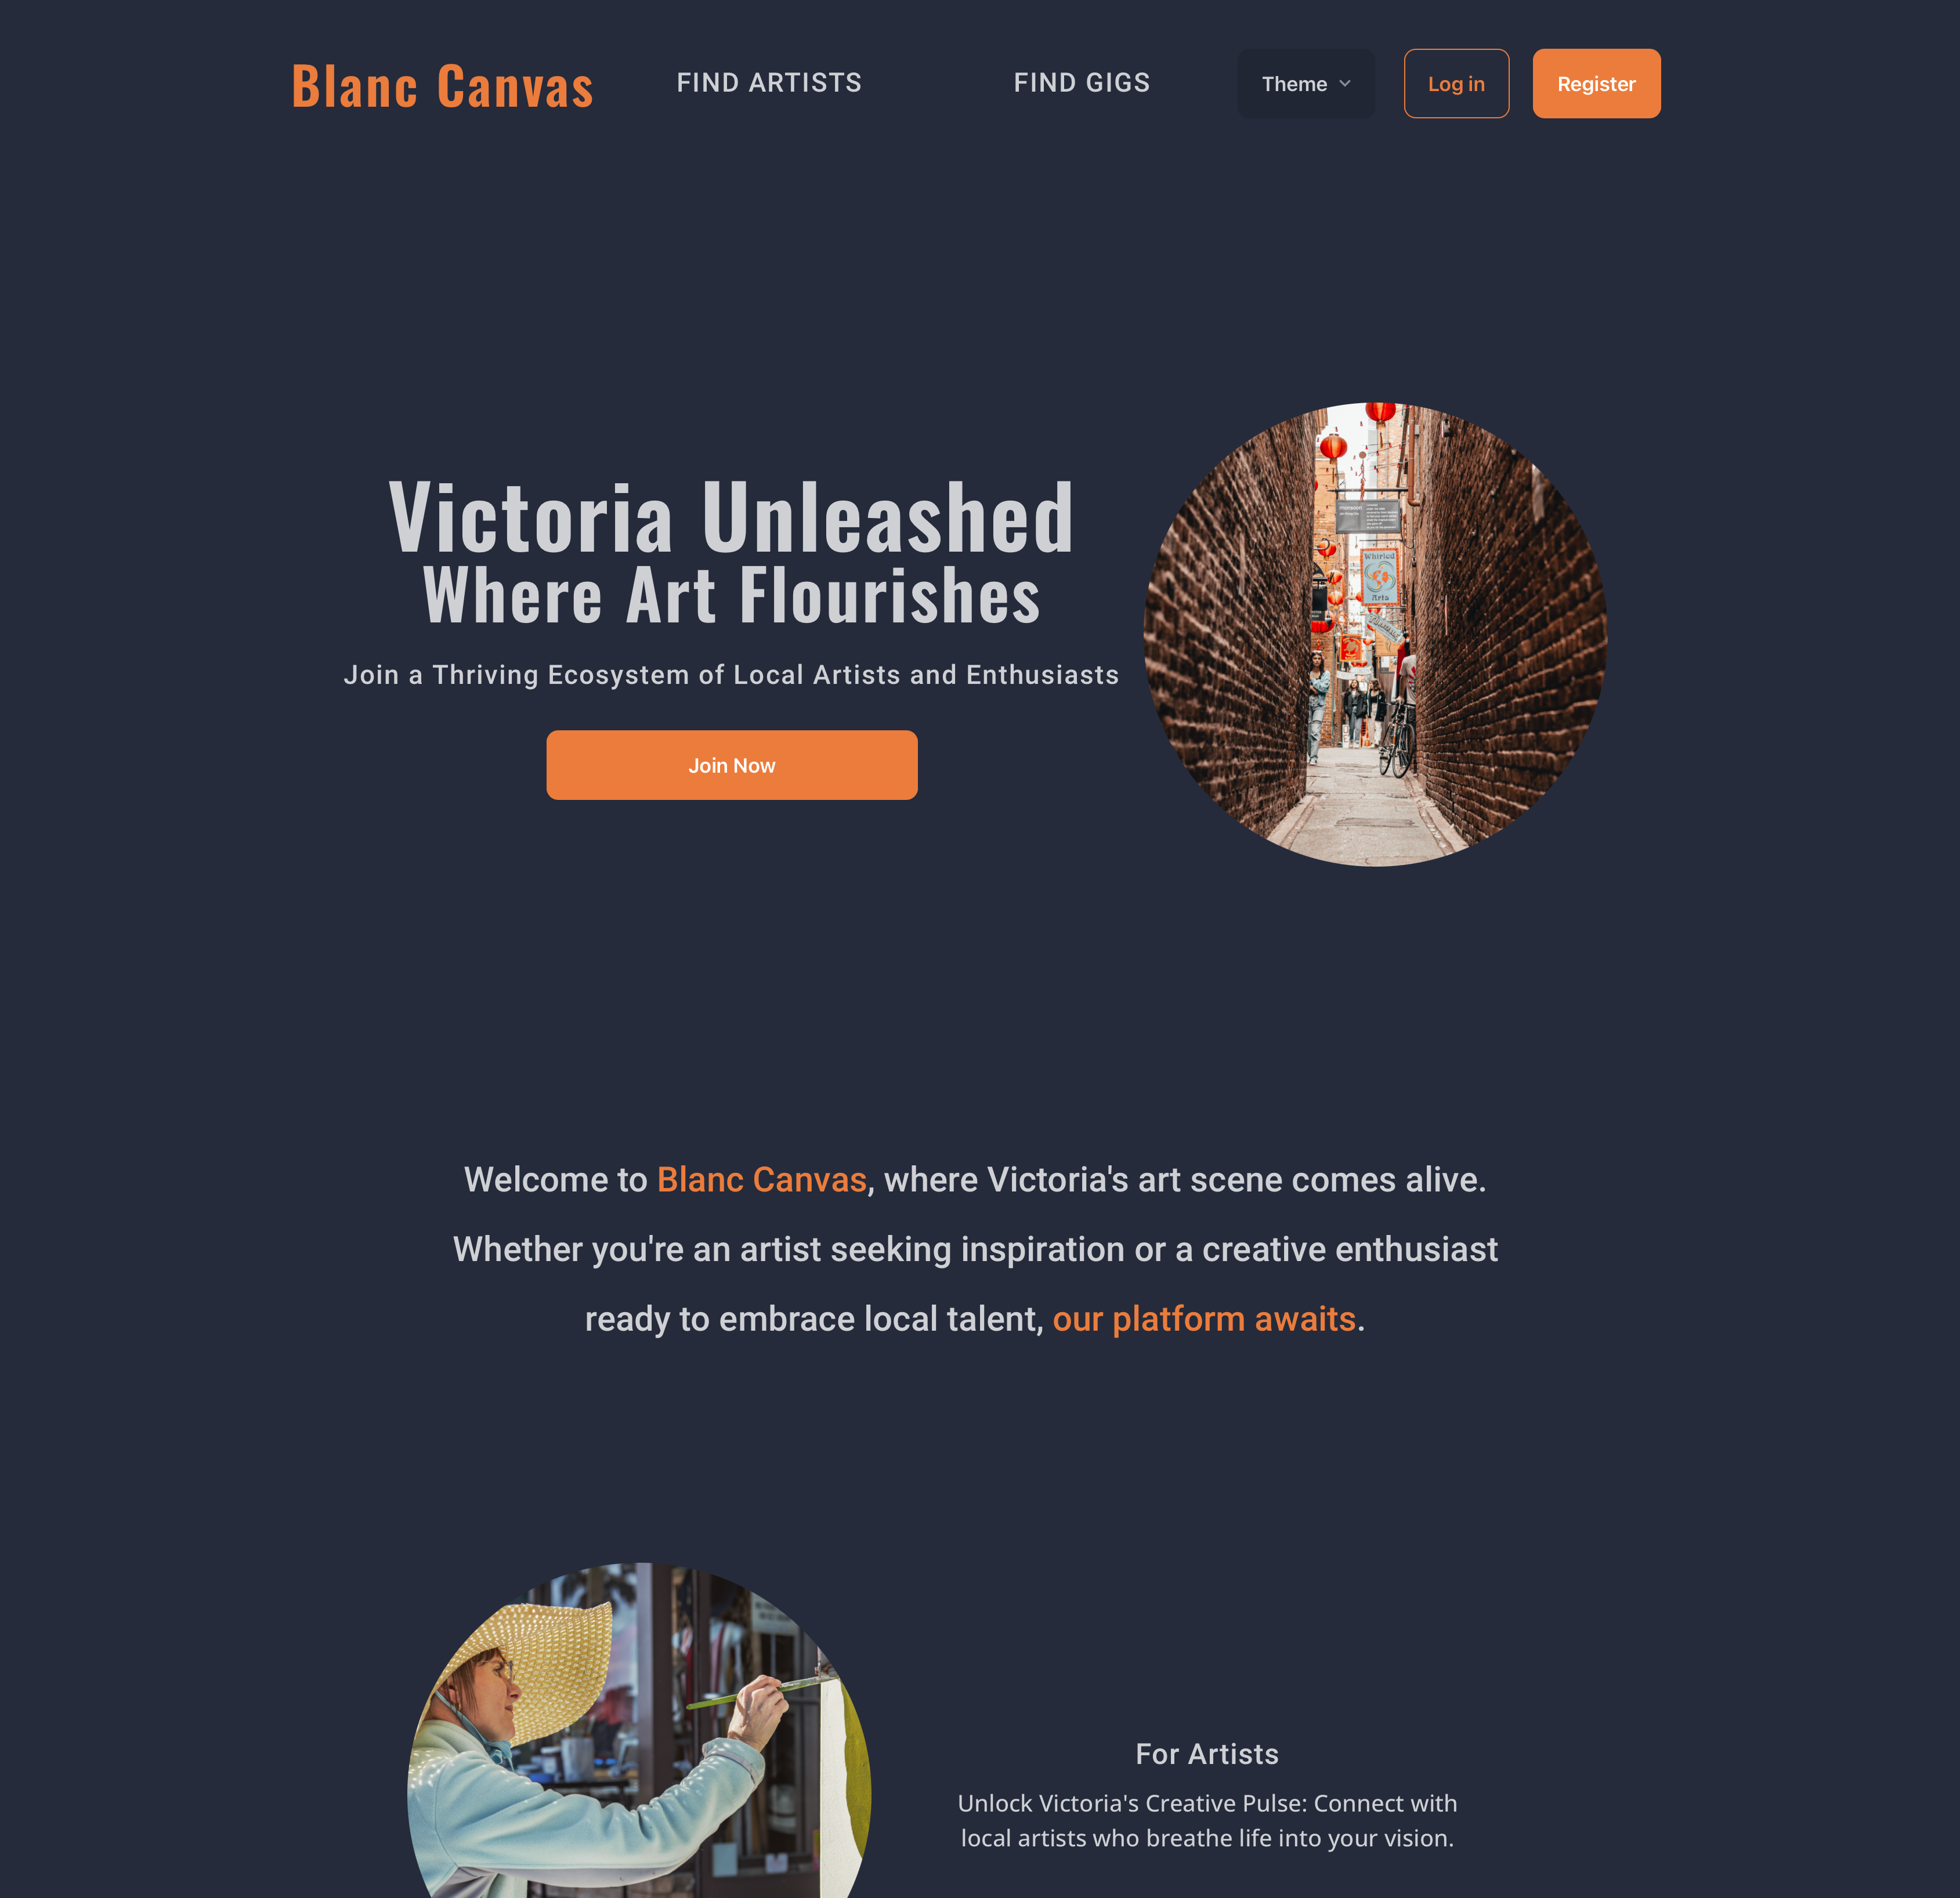 Blanc Canvas
FIND ARTISTS
FIND GIGS
Theme
Log in
Register
Victoria Unleashed
Where Art Flourishes
Join a Thriving Ecosystem of Local Artists and Enthusiasts
Join Now
Whirled
Arts
Welcome to Blanc Canvas, where Victoria's art scene comes alive.
Whether you're an artist seeking inspiration or a creative enthusiast
ready to embrace local talent, our platform awaits.
For Artists
Unlock Victoria's Creative Pulse: Connect with
local artists who breathe life into your vision.